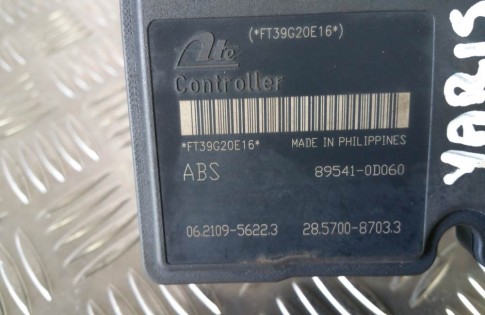 (*FT39G20E16*)
Ate
Controller
*FT39G20E16* MADE IN PHILIPPINES
ABS 89541-0D060
06.2109-5622.3 28.5700-8703.3
YARIS